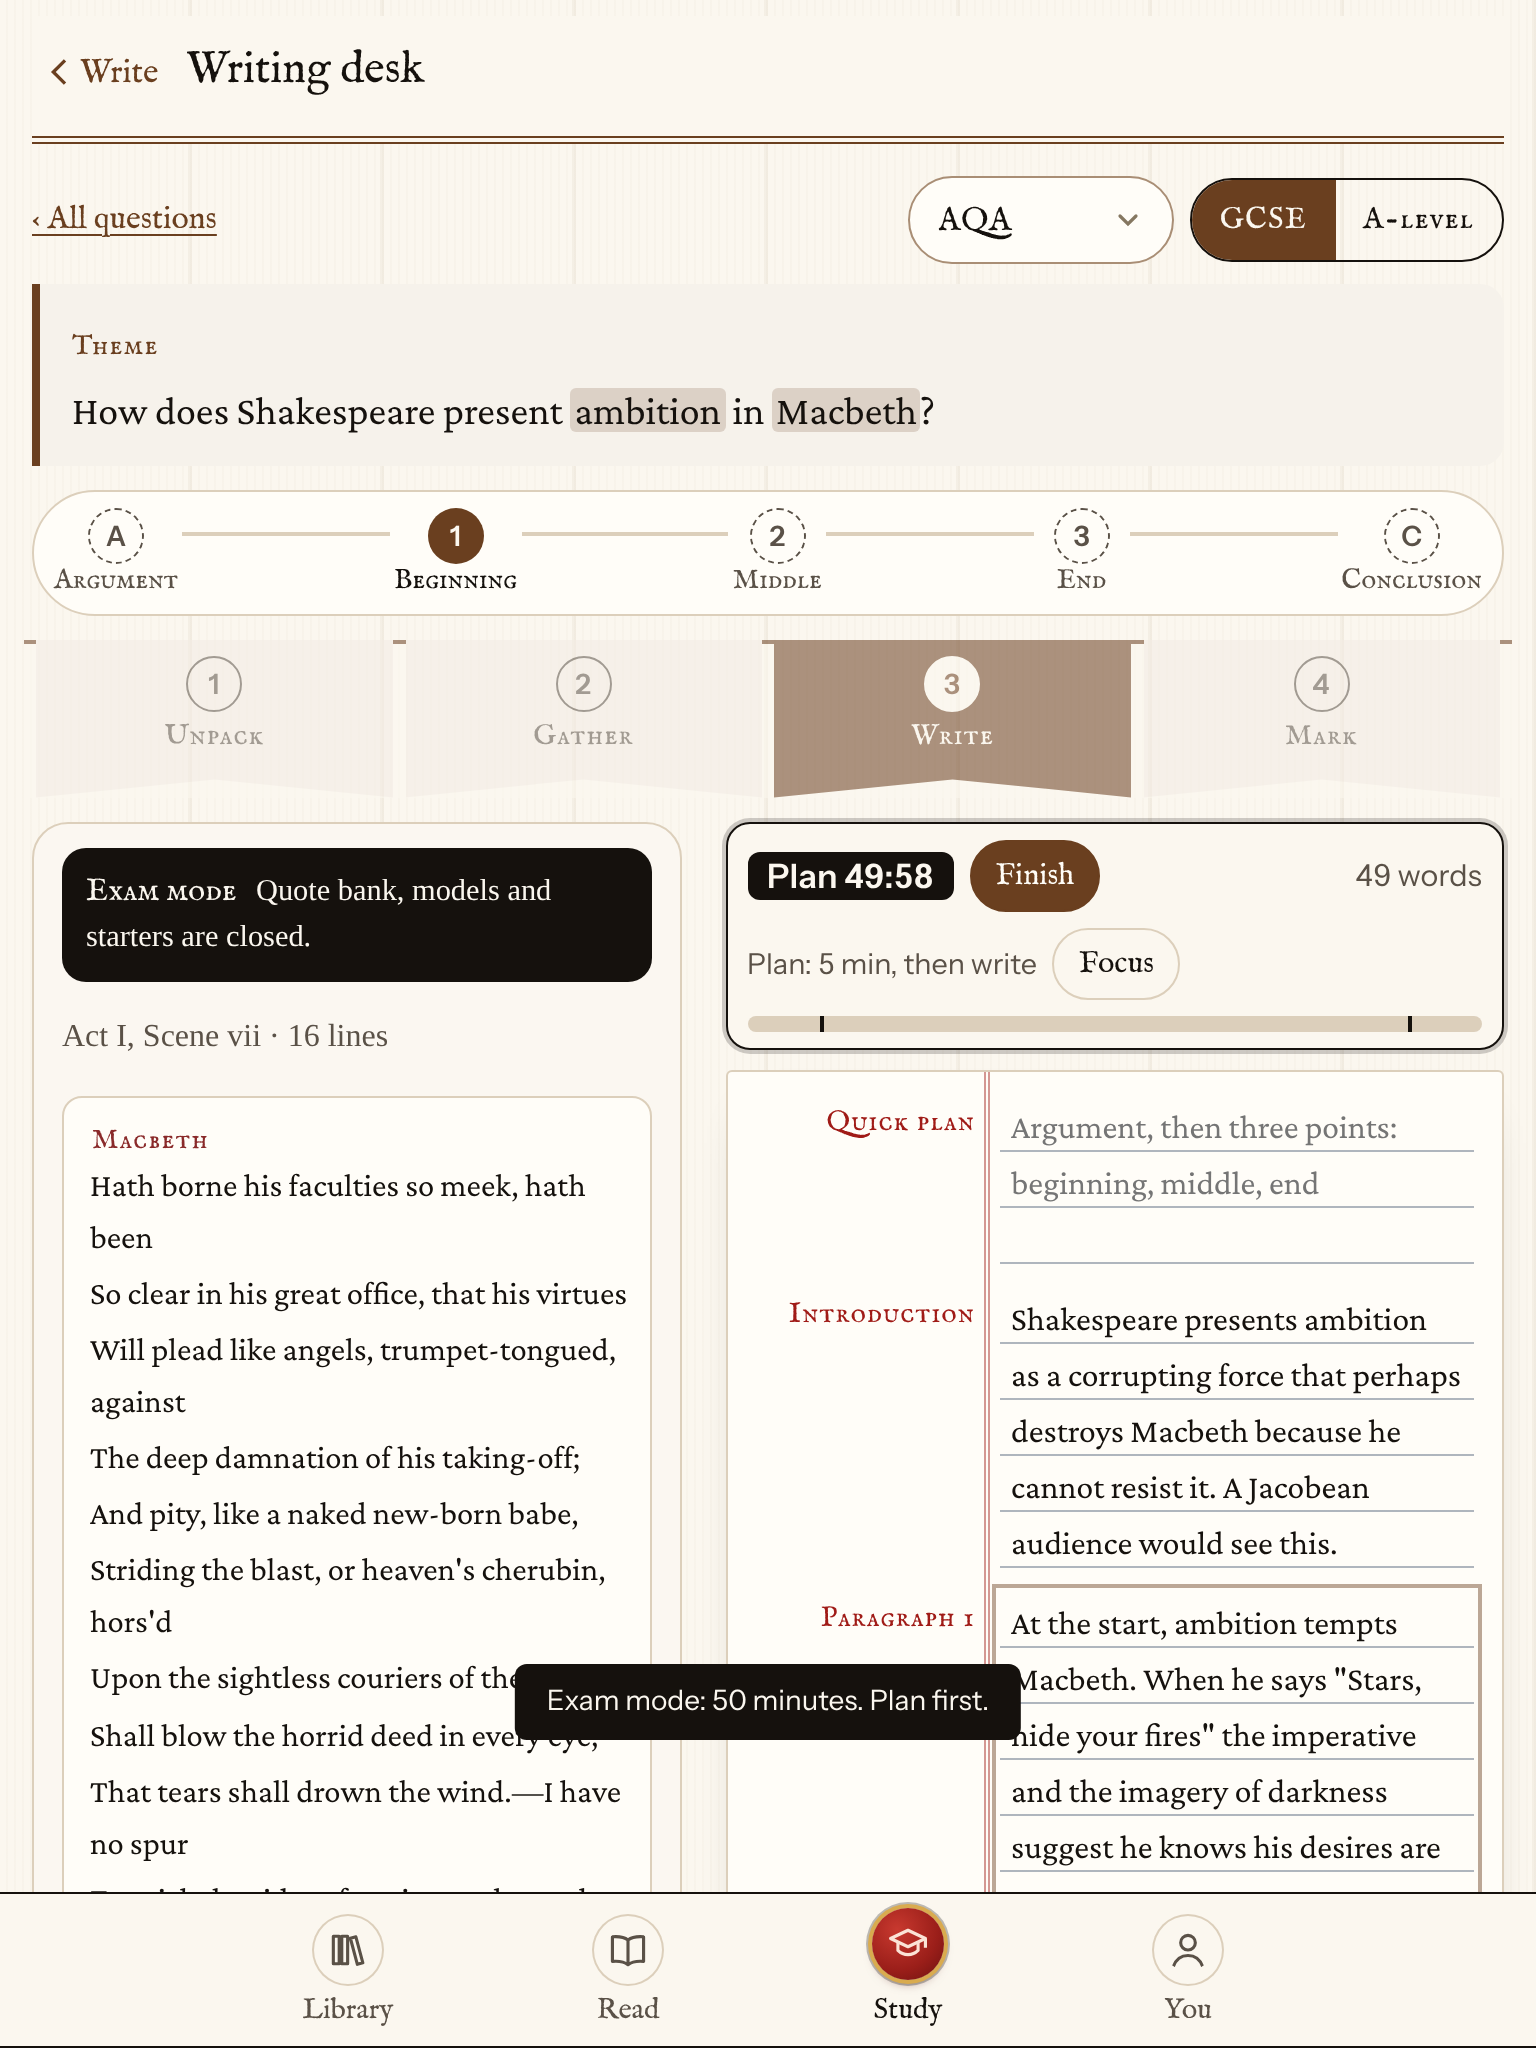 Write
Writing desk
‹ All questions
AQA
GCSE
A-level
Theme
How does Shakespeare present ambition in Macbeth?
A
Argument
1
Beginning
2
Middle
3
End
C
Conclusion
1
Unpack
2
Gather
3
Write
4
Mark
Exam mode Quote bank, models and
starters are closed.
Act I, Scene vii · 16 lines
Macbeth
Hath borne his faculties so meek, hath
been
So clear in his great office, that his virtues
Will plead like angels, trumpet-tongued,
against
The deep damnation of his taking-off;
And pity, like a naked new-born babe,
Striding the blast, or heaven's cherubin,
hors'd
Upon the sightless couriers of the
Shall blow the horrid deed in every eye,
That tears shall drown the wind.—I have
no spur
Plan 49:58
Finish
49 words
Plan: 5 min, then write
Focus
Quick plan
Argument, then three points:
beginning, middle, end
Introduction
Shakespeare presents ambition
as a corrupting force that perhaps
destroys Macbeth because he
cannot resist it. A Jacobean
audience would see this.
Paragraph 1
At the start, ambition tempts
Macbeth. When he says "Stars,
hide your fires" the imperative
and the imagery of darkness
suggest he knows his desires are
Exam mode: 50 minutes. Plan first.
Library
Read
Study
You